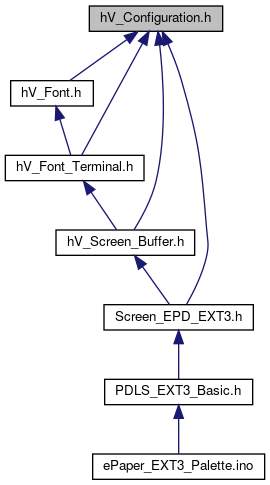 hV_Configuration.h
hV_Font.h
hV_Font_Terminal.h
hV_Screen_Buffer.h
Screen_EPD_EXT3.h
PDLS_EXT3_Basic.h
ePaper_EXT3_Palette.ino